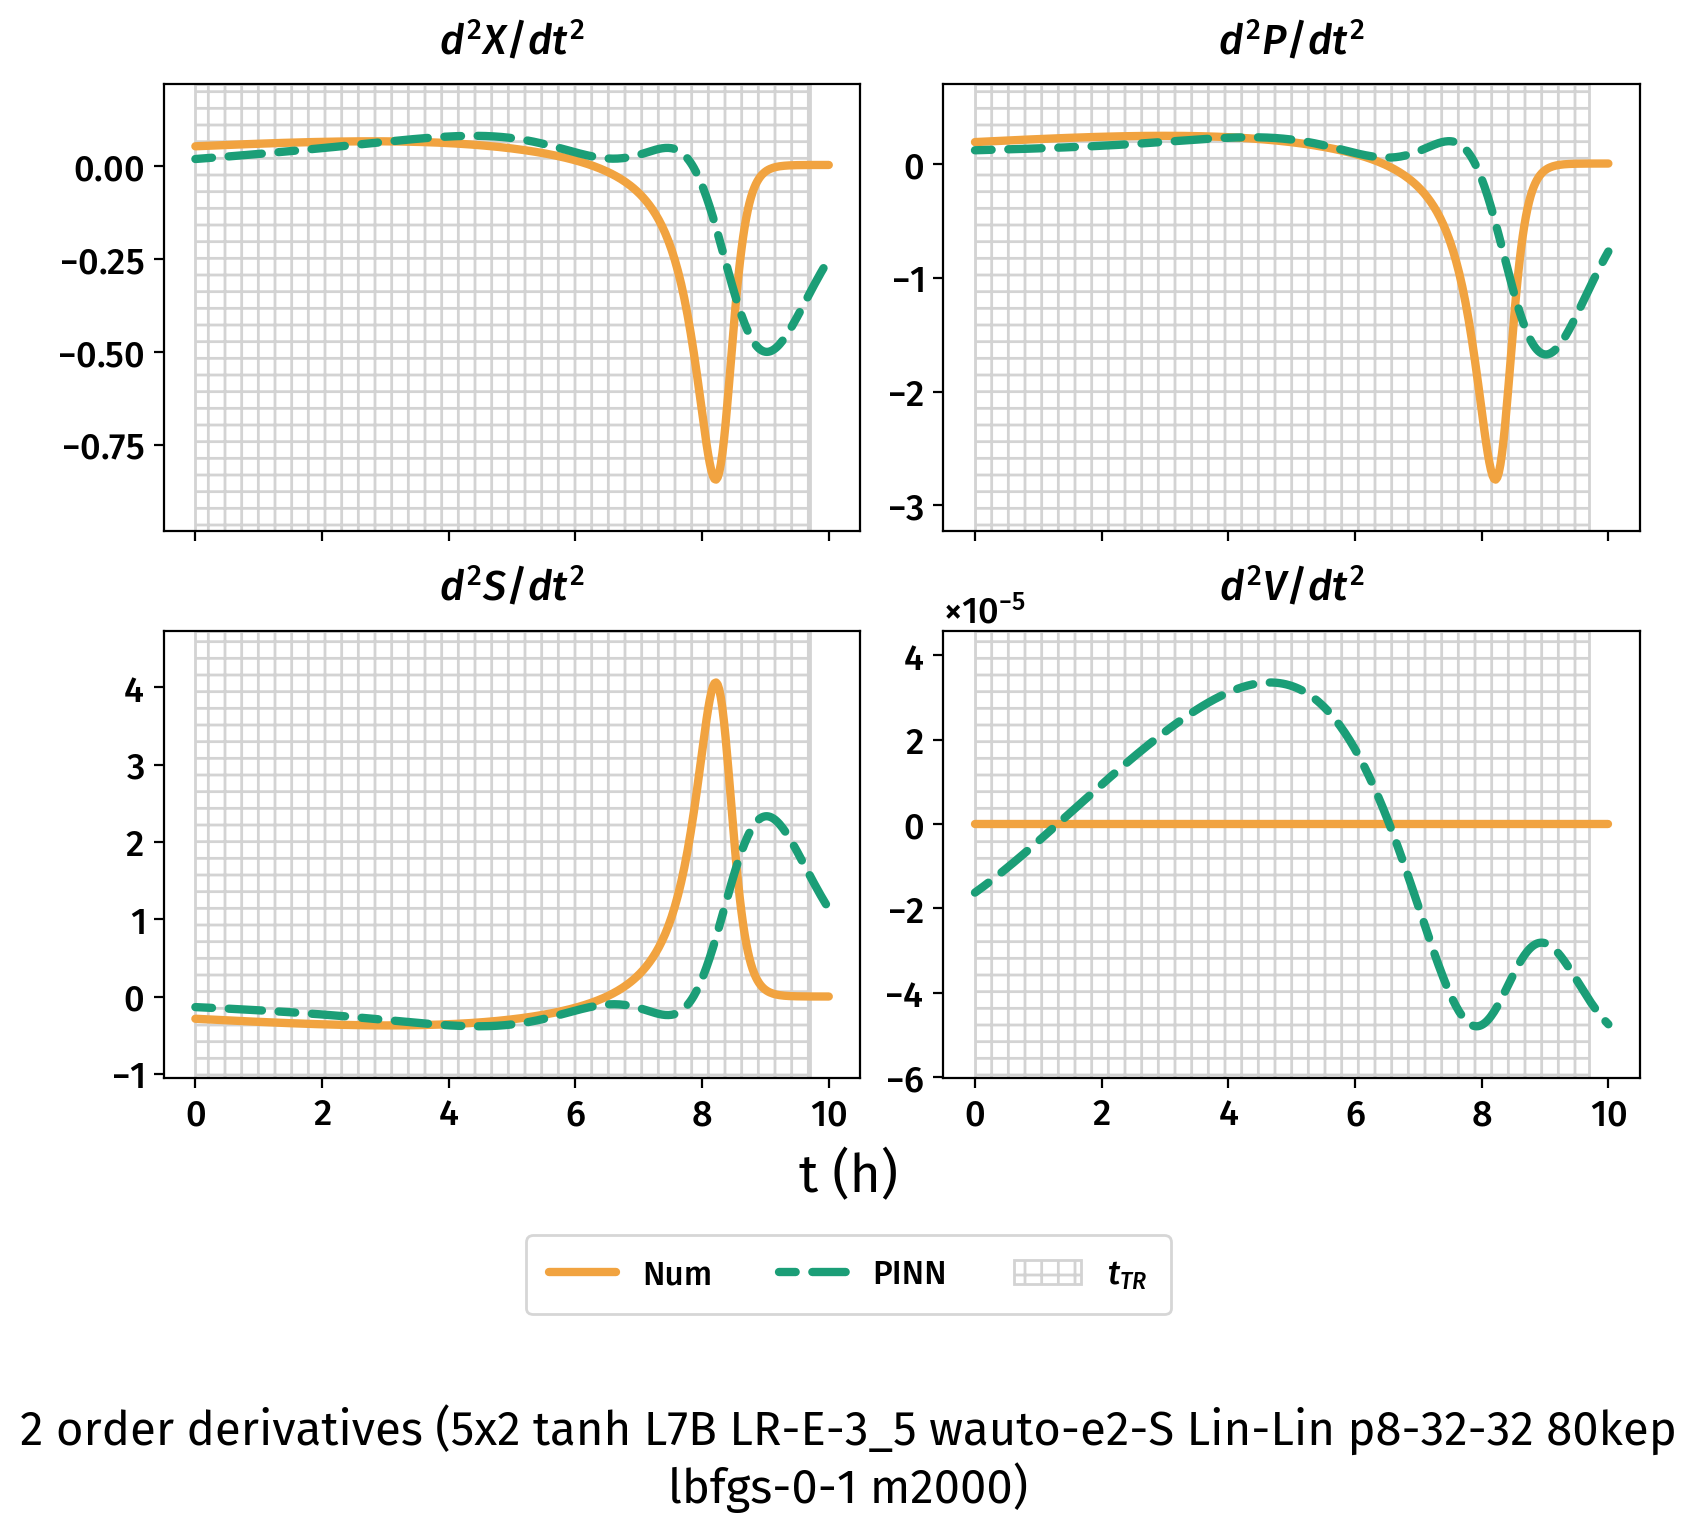 d²X/dt²
d²P/dt²
0.00
−0.25
−0.50
−0.75
0
−1
−2
−3
d²S/dt²
d²V/dt²
×10⁻⁵
4
3
2
1
0
−1
4
2
0
−2
−4
−6
0 2 4 6 8 10
0 2 4 6 8 10
t (h)
Num PINN t_TR
2 order derivatives (5x2 tanh L7B LR-E-3_5 wauto-e2-S Lin-Lin p8-32-32 80kep
lbfgs-0-1 m2000)